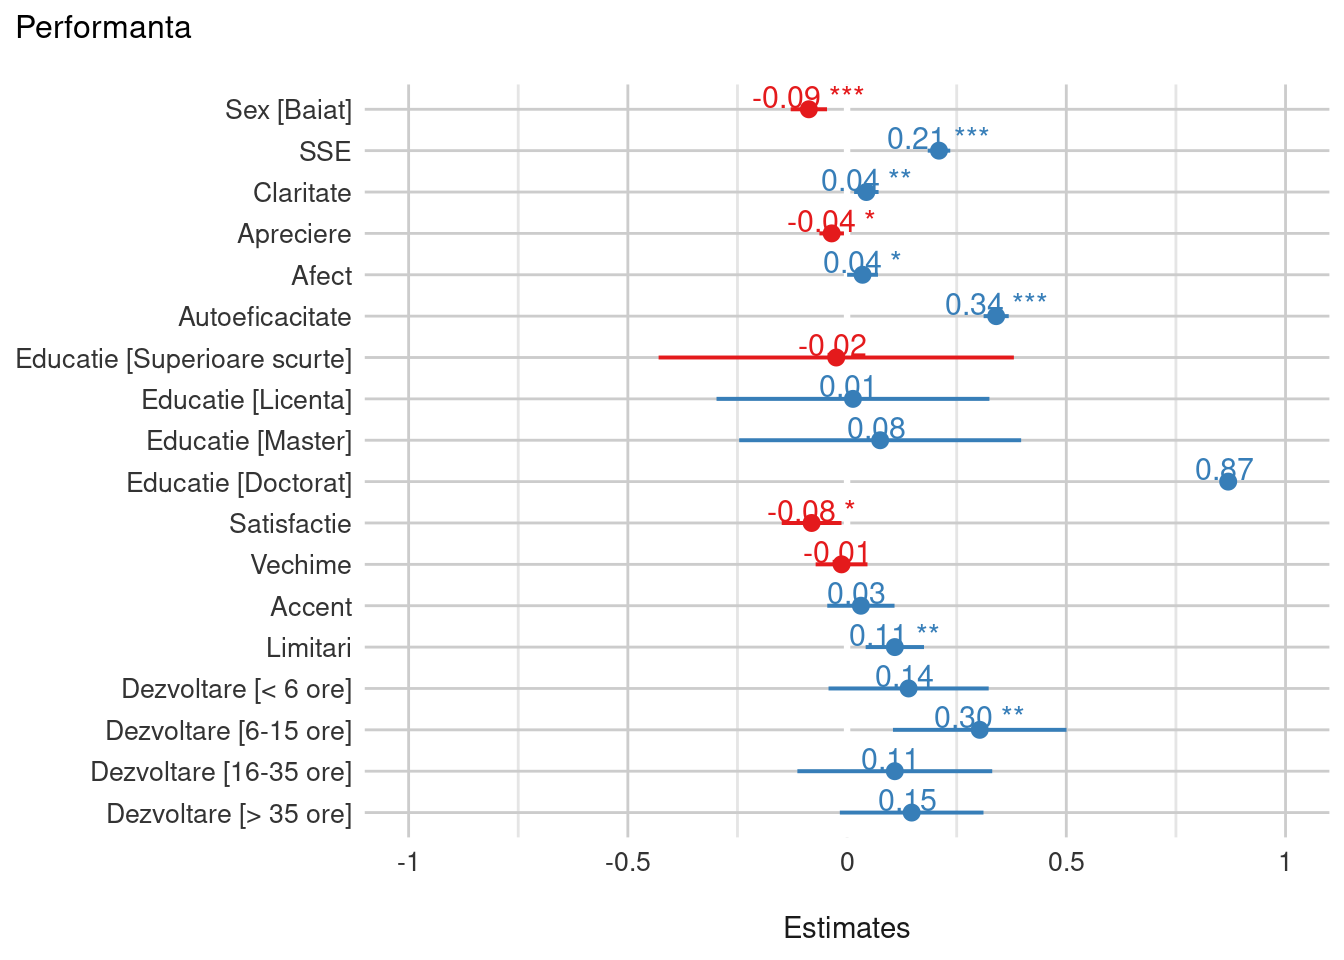 Performanta
Sex [Baiat] -0.09 ***
SSE 0.21 ***
Claritate 0.04 **
Apreciere -0.04 *
Afect 0.04 *
Autoeficacitate 0.34 ***
Educatie [Superioare scurte] -0.02
Educatie [Licenta] 0.01
Educatie [Master] 0.08
Educatie [Doctorat] 0.87
Satisfactie -0.08 *
Vechime -0.01
Accent 0.03
Limitari 0.11 **
Dezvoltare [< 6 ore] 0.14
Dezvoltare [6-15 ore] 0.30 **
Dezvoltare [16-35 ore] 0.11
Dezvoltare [> 35 ore] 0.15
-1 -0.5 0 0.5 1
Estimates